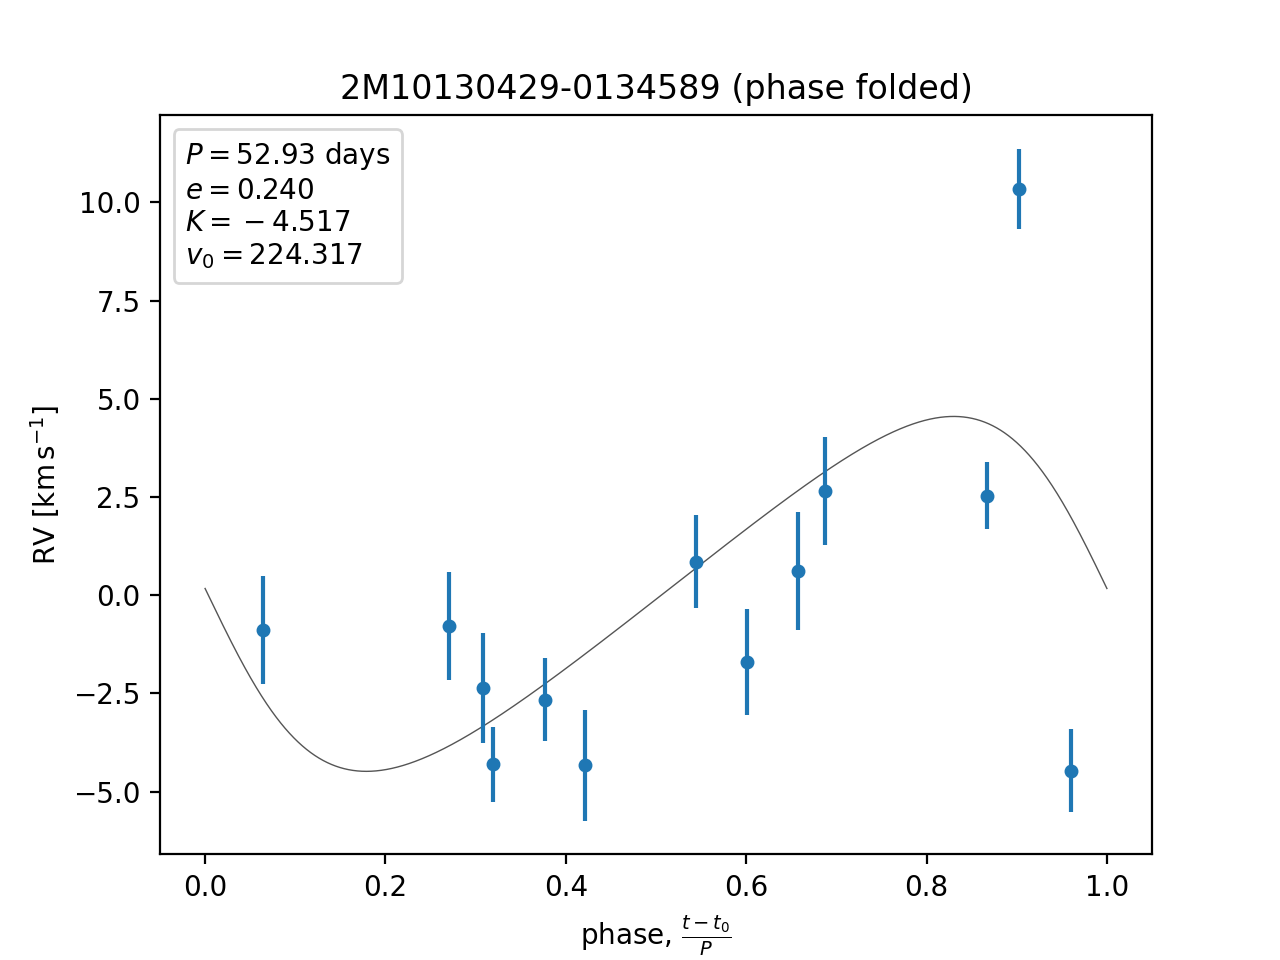 2M10130429-0134589 (phase folded)
P = 52.93 days
e = 0.240
K = −4.517
v₀ = 224.317
10.0
7.5
5.0
2.5
0.0
−2.5
−5.0
RV [km s⁻¹]
0.0 0.2 0.4 0.6 0.8 1.0
phase, (t − t₀)/P